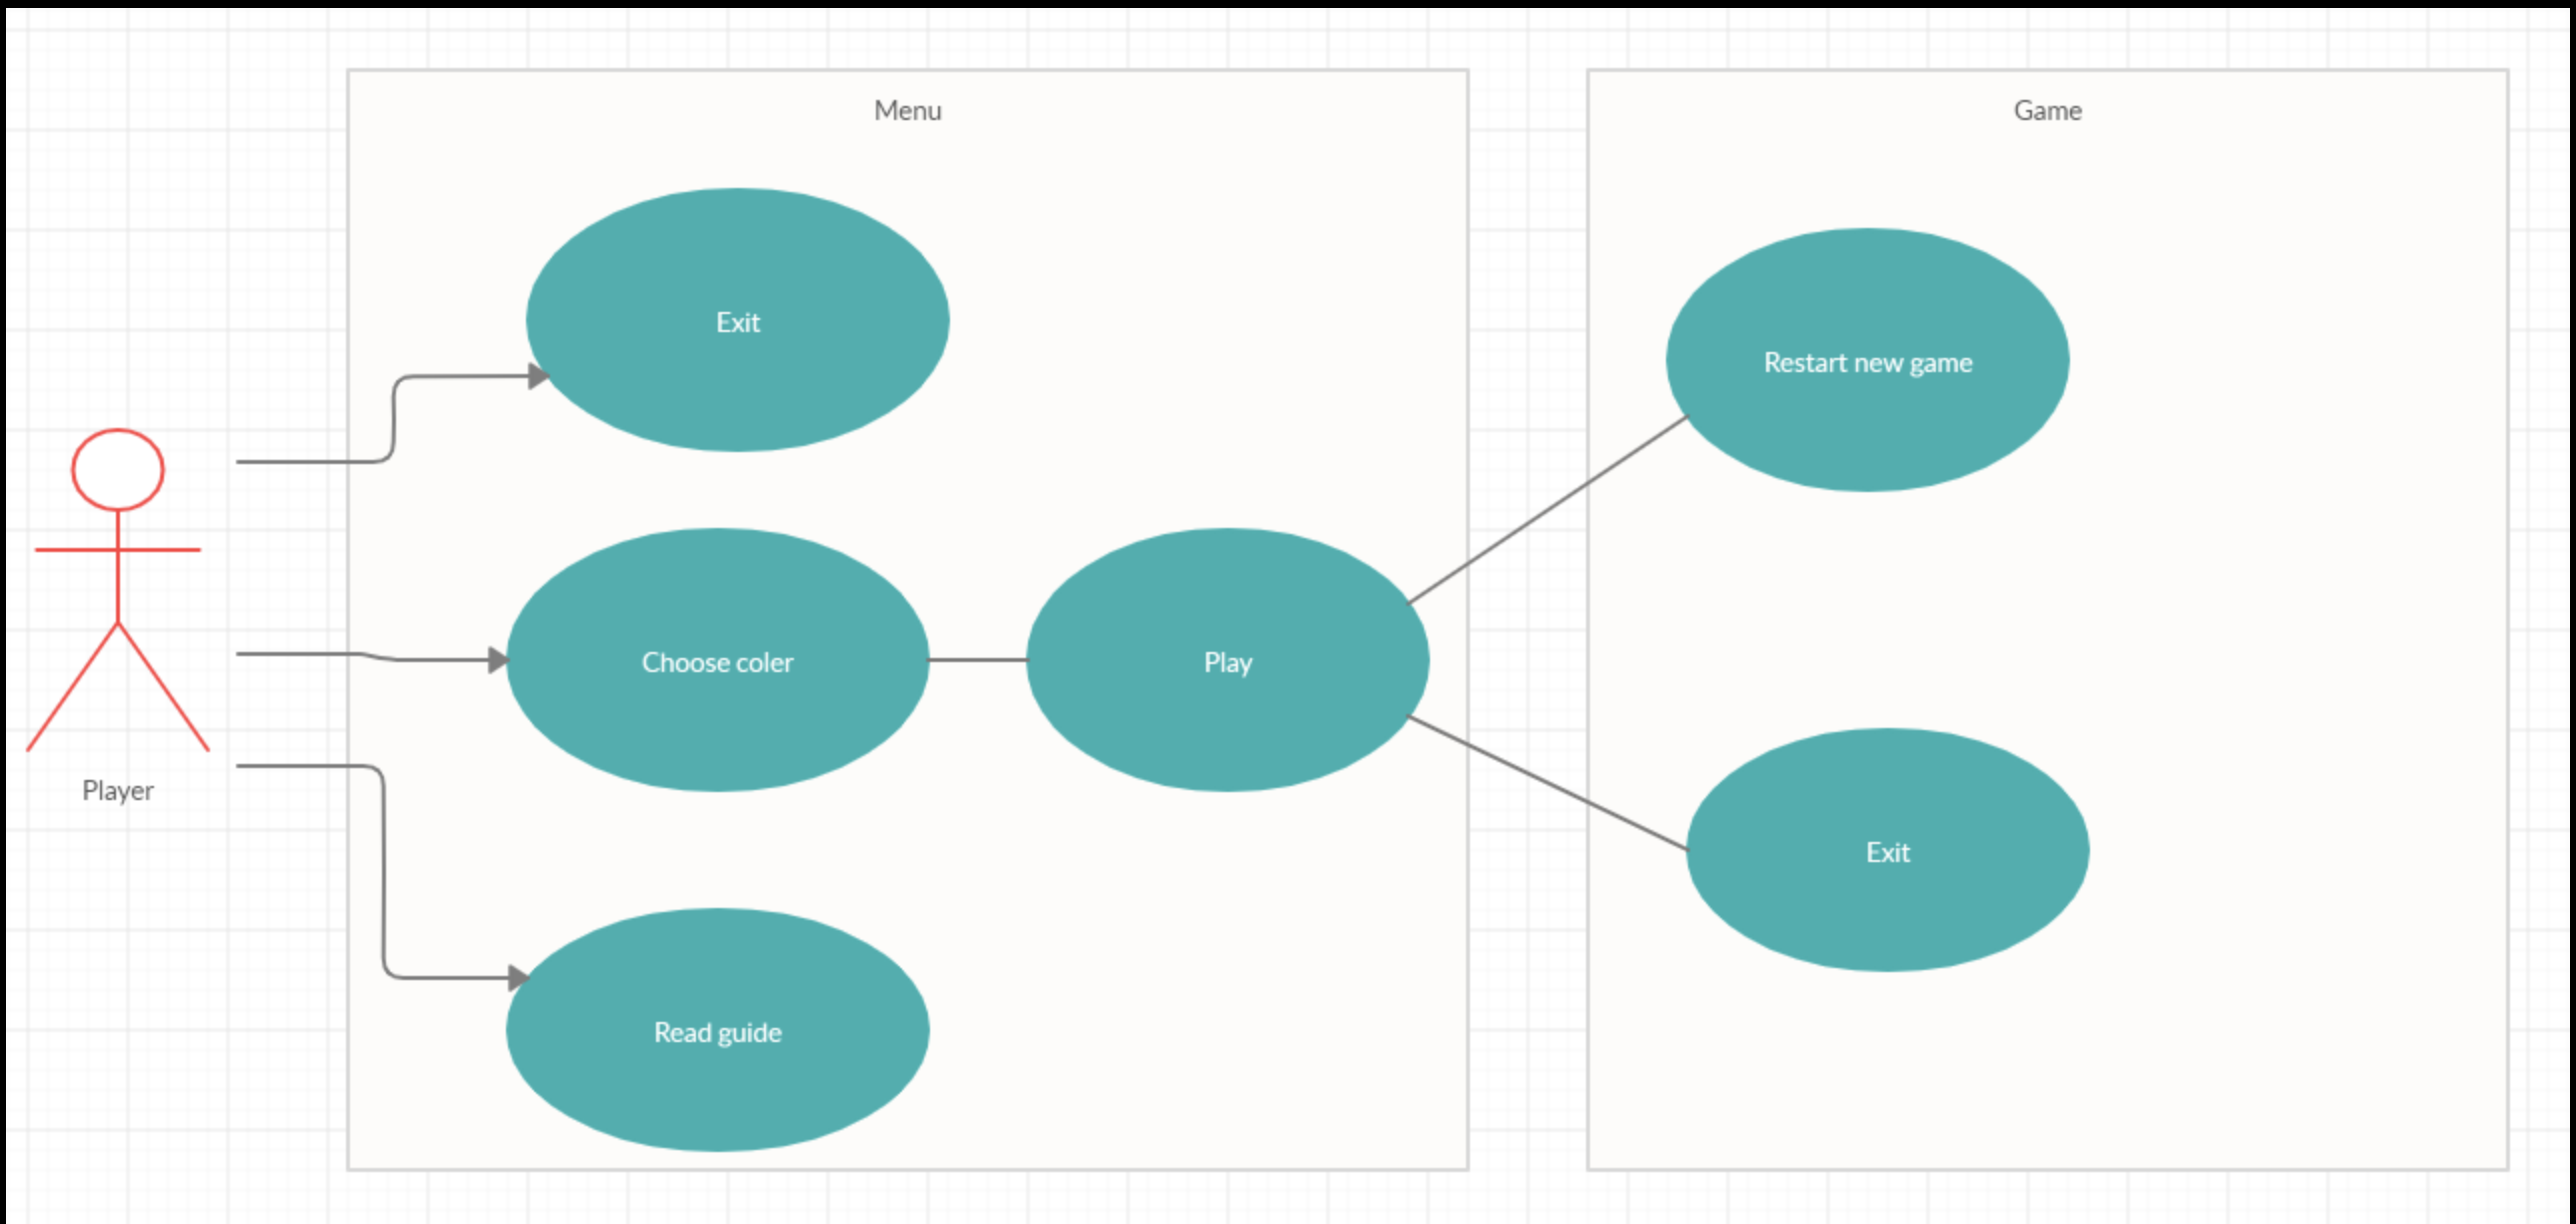 Menu
Game
Exit
Restart new game
Choose coler
Play
Player
Exit
Read guide